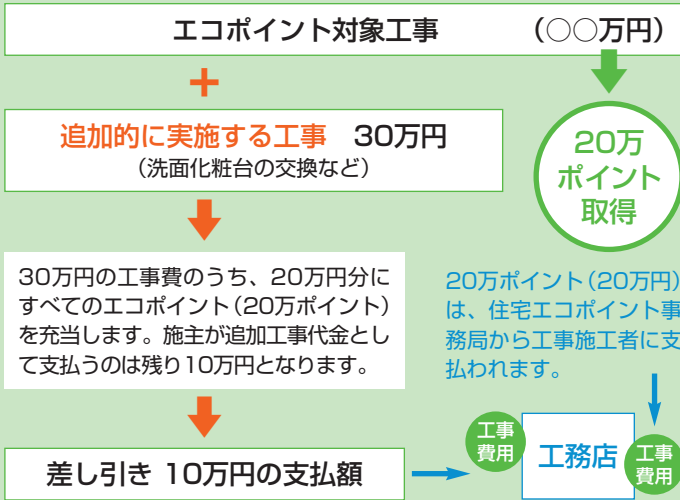 エコポイント対象工事　（○○万円）
＋
追加的に実施する工事　30万円
（洗面化粧台の交換など）
20万
ポイント
取得
30万円の工事費のうち、20万円分に
すべてのエコポイント（20万ポイント）
を充当します。施主が追加工事代金とし
て支払うのは残り10万円となります。
20万ポイント（20万円）
は、住宅エコポイント事
務局から工事施工者に支
払われます。
差し引き 10万円の支払額
工事
費用
工務店
工事
費用